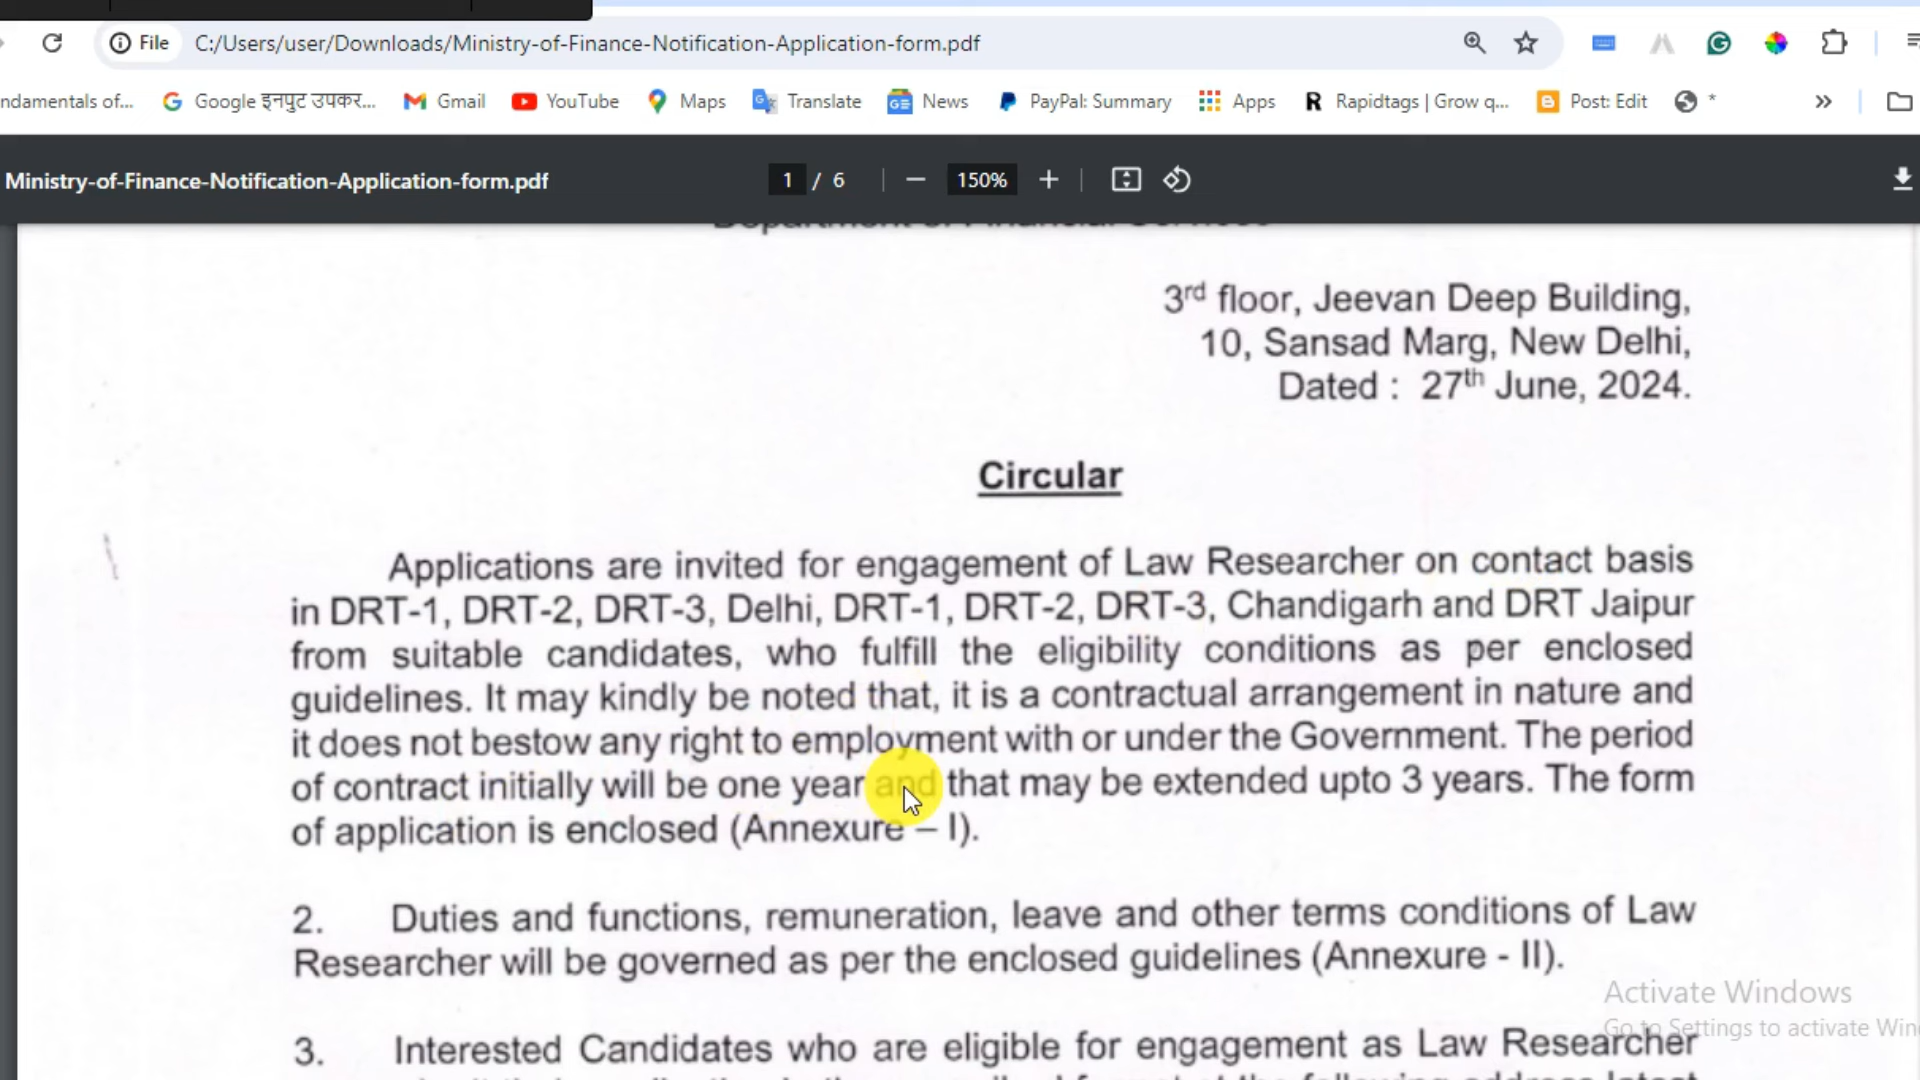 File C:/Users/user/Downloads/Ministry-of-Finance-Notification-Application-form.pdf
ndamentals of... Google इनपुट उपकर... Gmail YouTube Maps Translate News PayPal: Summary Apps Rapidtags | Grow q... Post: Edit * »
Ministry-of-Finance-Notification-Application-form.pdf 1 / 6 — 150% +
3rd floor, Jeevan Deep Building,
10, Sansad Marg, New Delhi,
Dated : 27th June, 2024.
Circular
Applications are invited for engagement of Law Researcher on contact basis
in DRT-1, DRT-2, DRT-3, Delhi, DRT-1, DRT-2, DRT-3, Chandigarh and DRT Jaipur
from suitable candidates, who fulfill the eligibility conditions as per enclosed
guidelines. It may kindly be noted that, it is a contractual arrangement in nature and
it does not bestow any right to employment with or under the Government. The period
of contract initially will be one year and that may be extended upto 3 years. The form
of application is enclosed (Annexure – I).
2. Duties and functions, remuneration, leave and other terms conditions of Law
Researcher will be governed as per the enclosed guidelines (Annexure - II).
Activate Windows
Go to Settings to activate Win
3. Interested Candidates who are eligible for engagement as Law Researcher